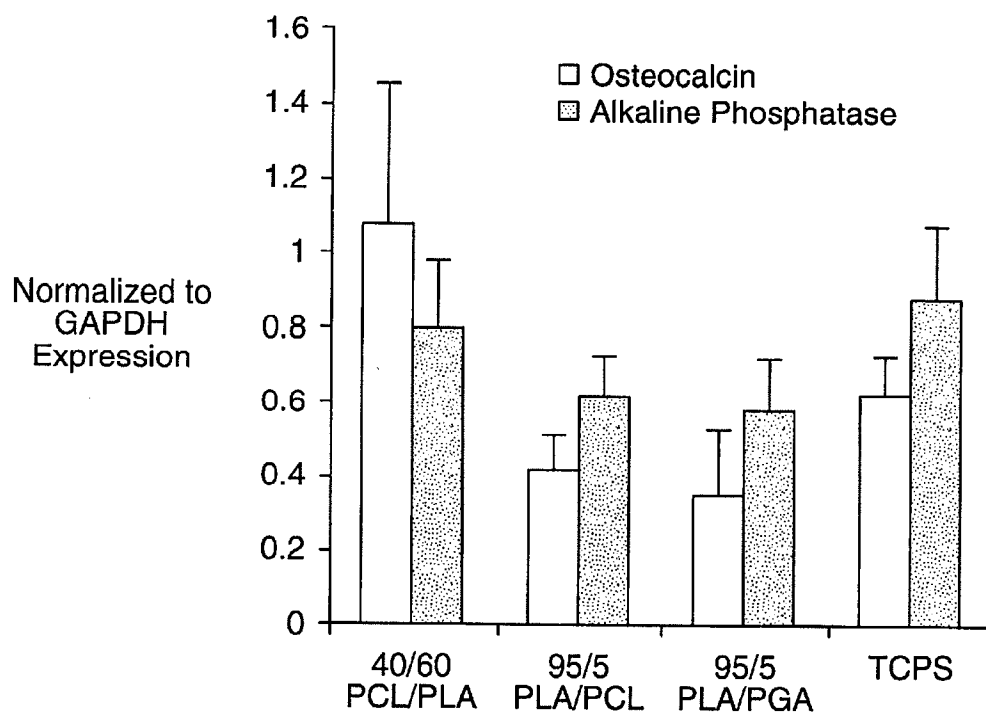 1.6
1.4
1.2
1
0.8
0.6
0.4
0.2
0
Normalized to
GAPDH
Expression
Osteocalcin
Alkaline Phosphatase
40/60
PCL/PLA
95/5
PLA/PCL
95/5
PLA/PGA
TCPS